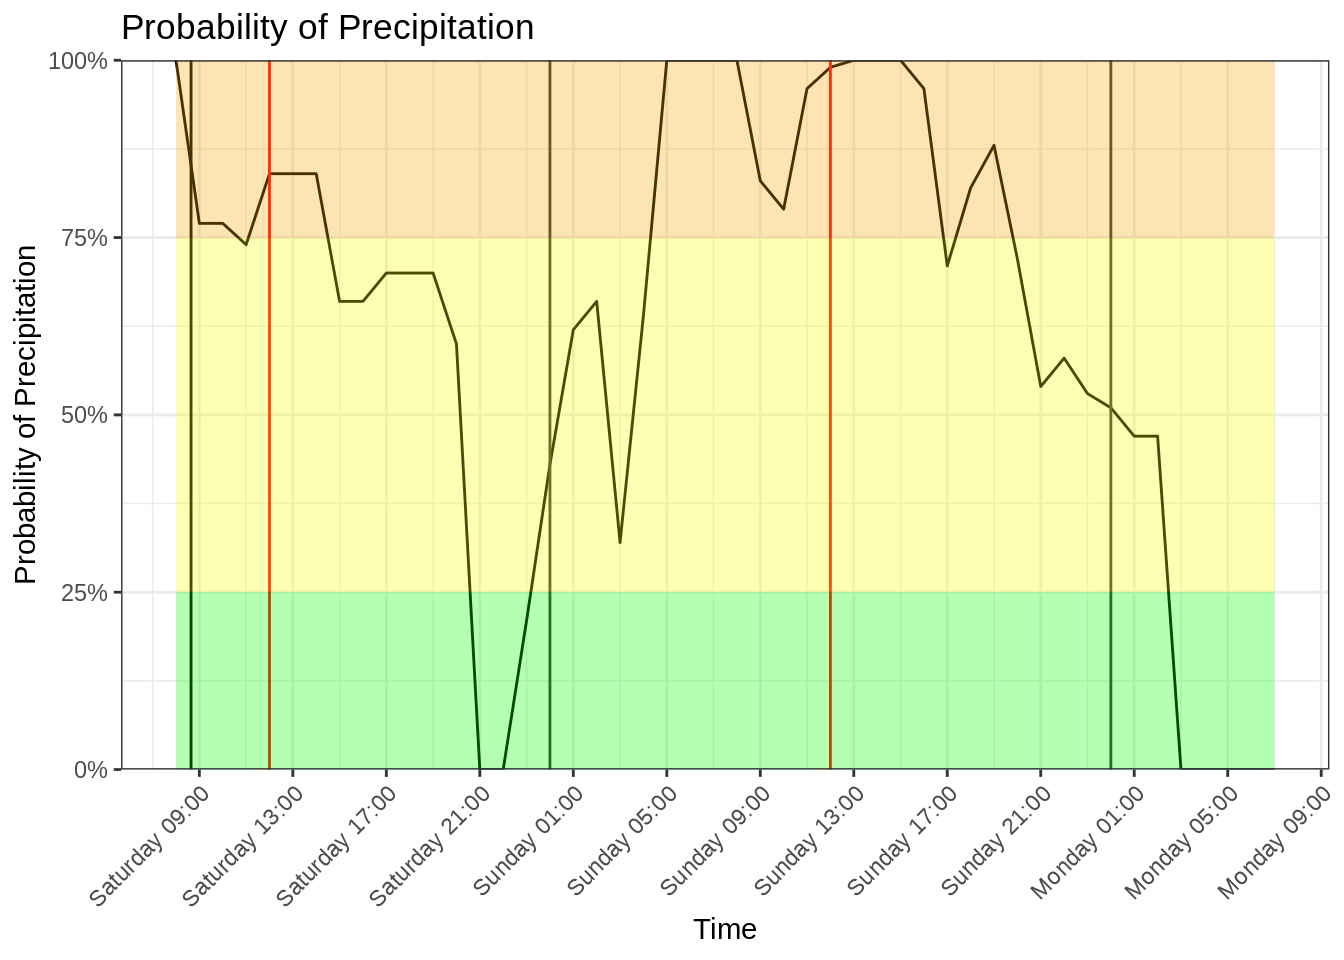 Probability of Precipitation
Probability of Precipitation
100%
75%
50%
25%
0%
Saturday 09:00
Saturday 13:00
Saturday 17:00
Saturday 21:00
Sunday 01:00
Sunday 05:00
Sunday 09:00
Sunday 13:00
Sunday 17:00
Sunday 21:00
Monday 01:00
Monday 05:00
Monday 09:00
Time